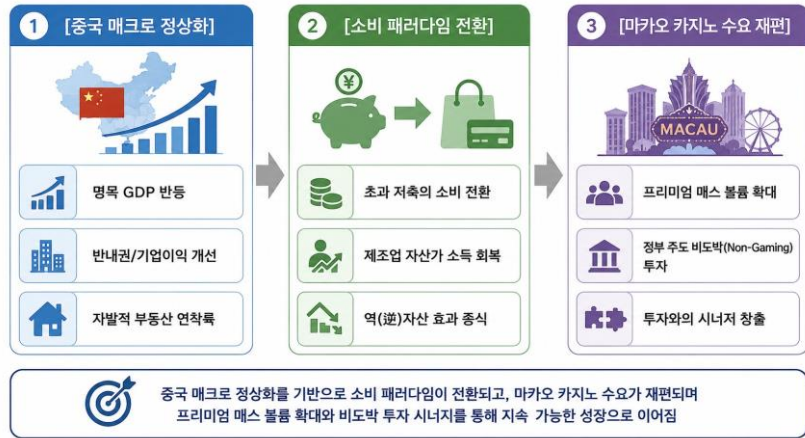 1 [중국 매크로 정상화]
명목 GDP 반등
반내권/기업이익 개선
자발적 부동산 연착륙
2 [소비 패러다임 전환]
¥
초과 저축의 소비 전환
제조업 자산가 소득 회복
역(逆)자산 효과 종식
3 [마카오 카지노 수요 재편]
MACAU
프리미엄 매스 볼륨 확대
정부 주도 비도박(Non-Gaming)
투자
투자와의 시너저 창출
중국 매크로 정상화를 기반으로 소비 패러다임이 전환되고, 마카오 카지노 수요가 재편되며
프리미엄 매스 볼륨 확대와 비도박 투자 시너지를 통해 지속 가능한 성장으로 이어짐